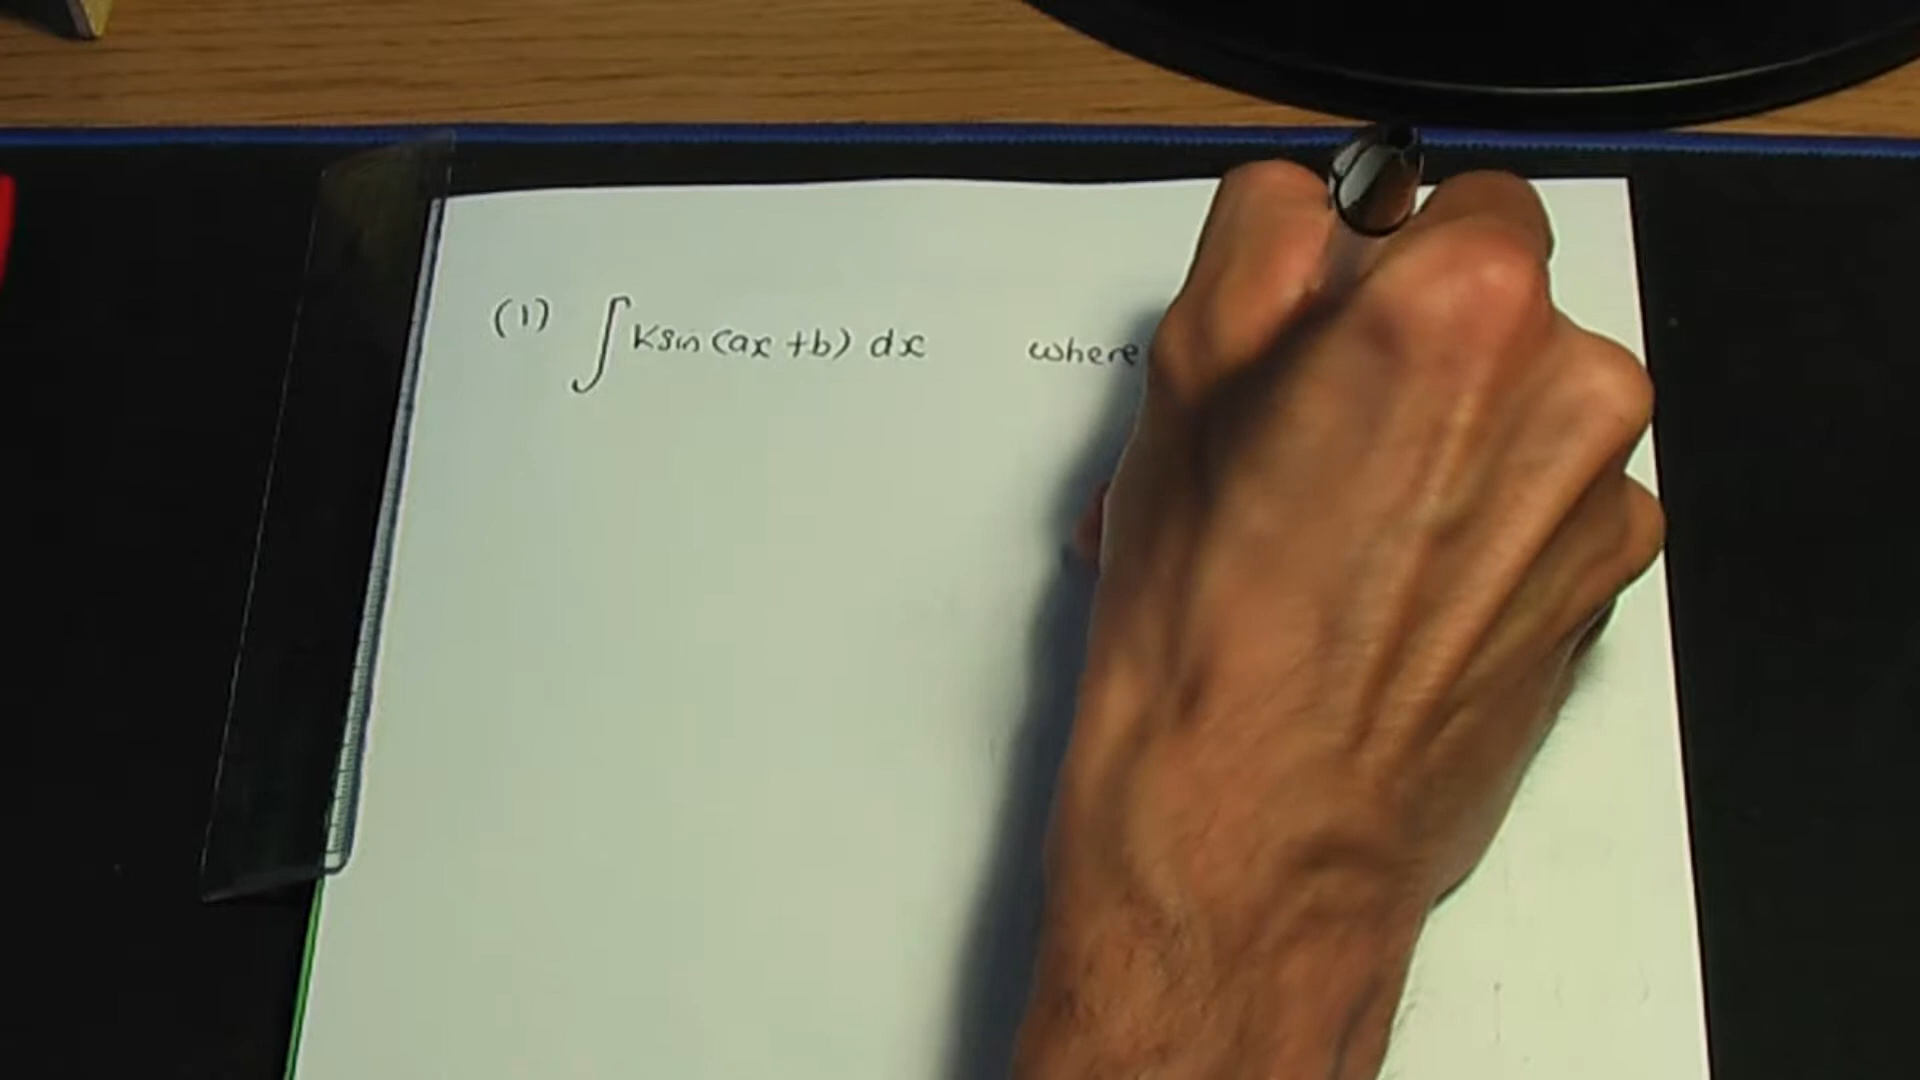 (1) ∫ksin(ax+b) dx where